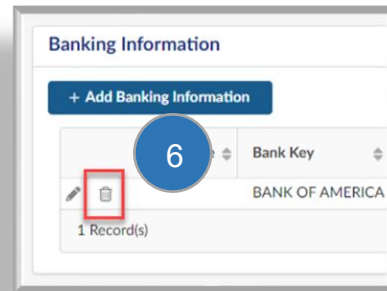 Banking Information
+ Add Banking Information
6 Bank Key
BANK OF AMERICA
1 Record(s)